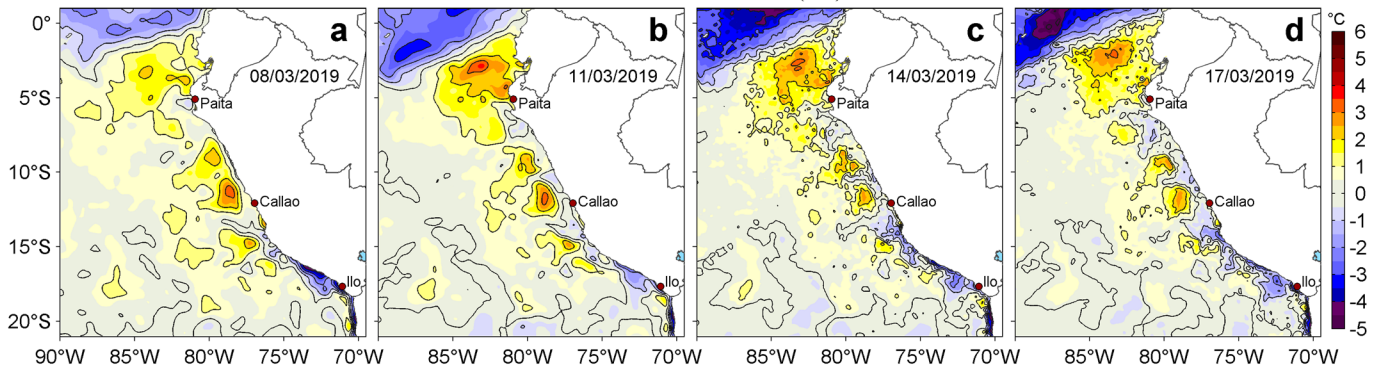 a
b
c
d
°C
08/03/2019
11/03/2019
14/03/2019
17/03/2019
Paita
Paita
Paita
Paita
Callao
Callao
Callao
Callao
Ilo
Ilo
Ilo
Ilo
0°
5°S
10°S
15°S
20°S
90°W 85°W 80°W 75°W 70°W
85°W 80°W 75°W 70°W
85°W 80°W 75°W 70°W
85°W 80°W 75°W 70°W
6
5
4
3
2
1
0
-1
-2
-3
-4
-5